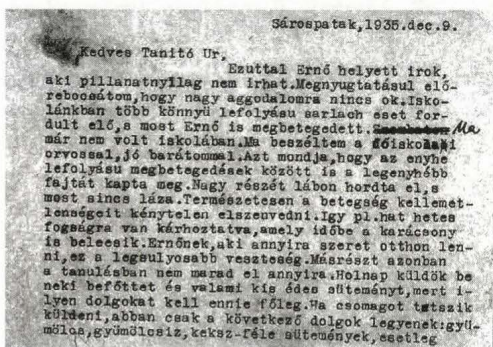 Sárospatak,1935.dec.9.
Kedves Tanitó Ur,
Ezuttal Ernő helyett irok,
aki pillanatnyilag nem irhat.Megnyugtatásul elő-
rebocsátom,hogy nagy aggodalomra nincs ok.Isko-
lánkban több könnyü lefolyásu sarlach eset for-
dult elő,s most Ernő is megbetegedett. Ma
már nem volt iskolában.Ma beszéltem a főiskolai
orvossal,jó barátommal.Azt mondja,hogy az enyhe
lefolyásu megbetegedések között is a legenyhébb
fajtát kapta meg.Nagy részét lábon hordta el,s
most sincs láza.Természetesen a betegség kellemet-
lenségeit kénytelen elszenvedni.Igy pl.hat hetes
fogságra van kárhoztatva,amely időbe a karácsony
is beleesik.Ernőnek,aki annyira szeret otthon len-
ni,ez a legsulyosabb veszteség.Másrészt azonban
a tanulásban nem marad el annyira.Holnap küldök be
neki befőttet és valami kis édes süteményt,mert i-
lyen dolgokat kell ennie főleg.Ha csomagot tetszik
küldeni,abban csak a következő dolgok legyenek:gyü-
mölcs,gyümölcsiz,keksz-féle sütemények,esetleg